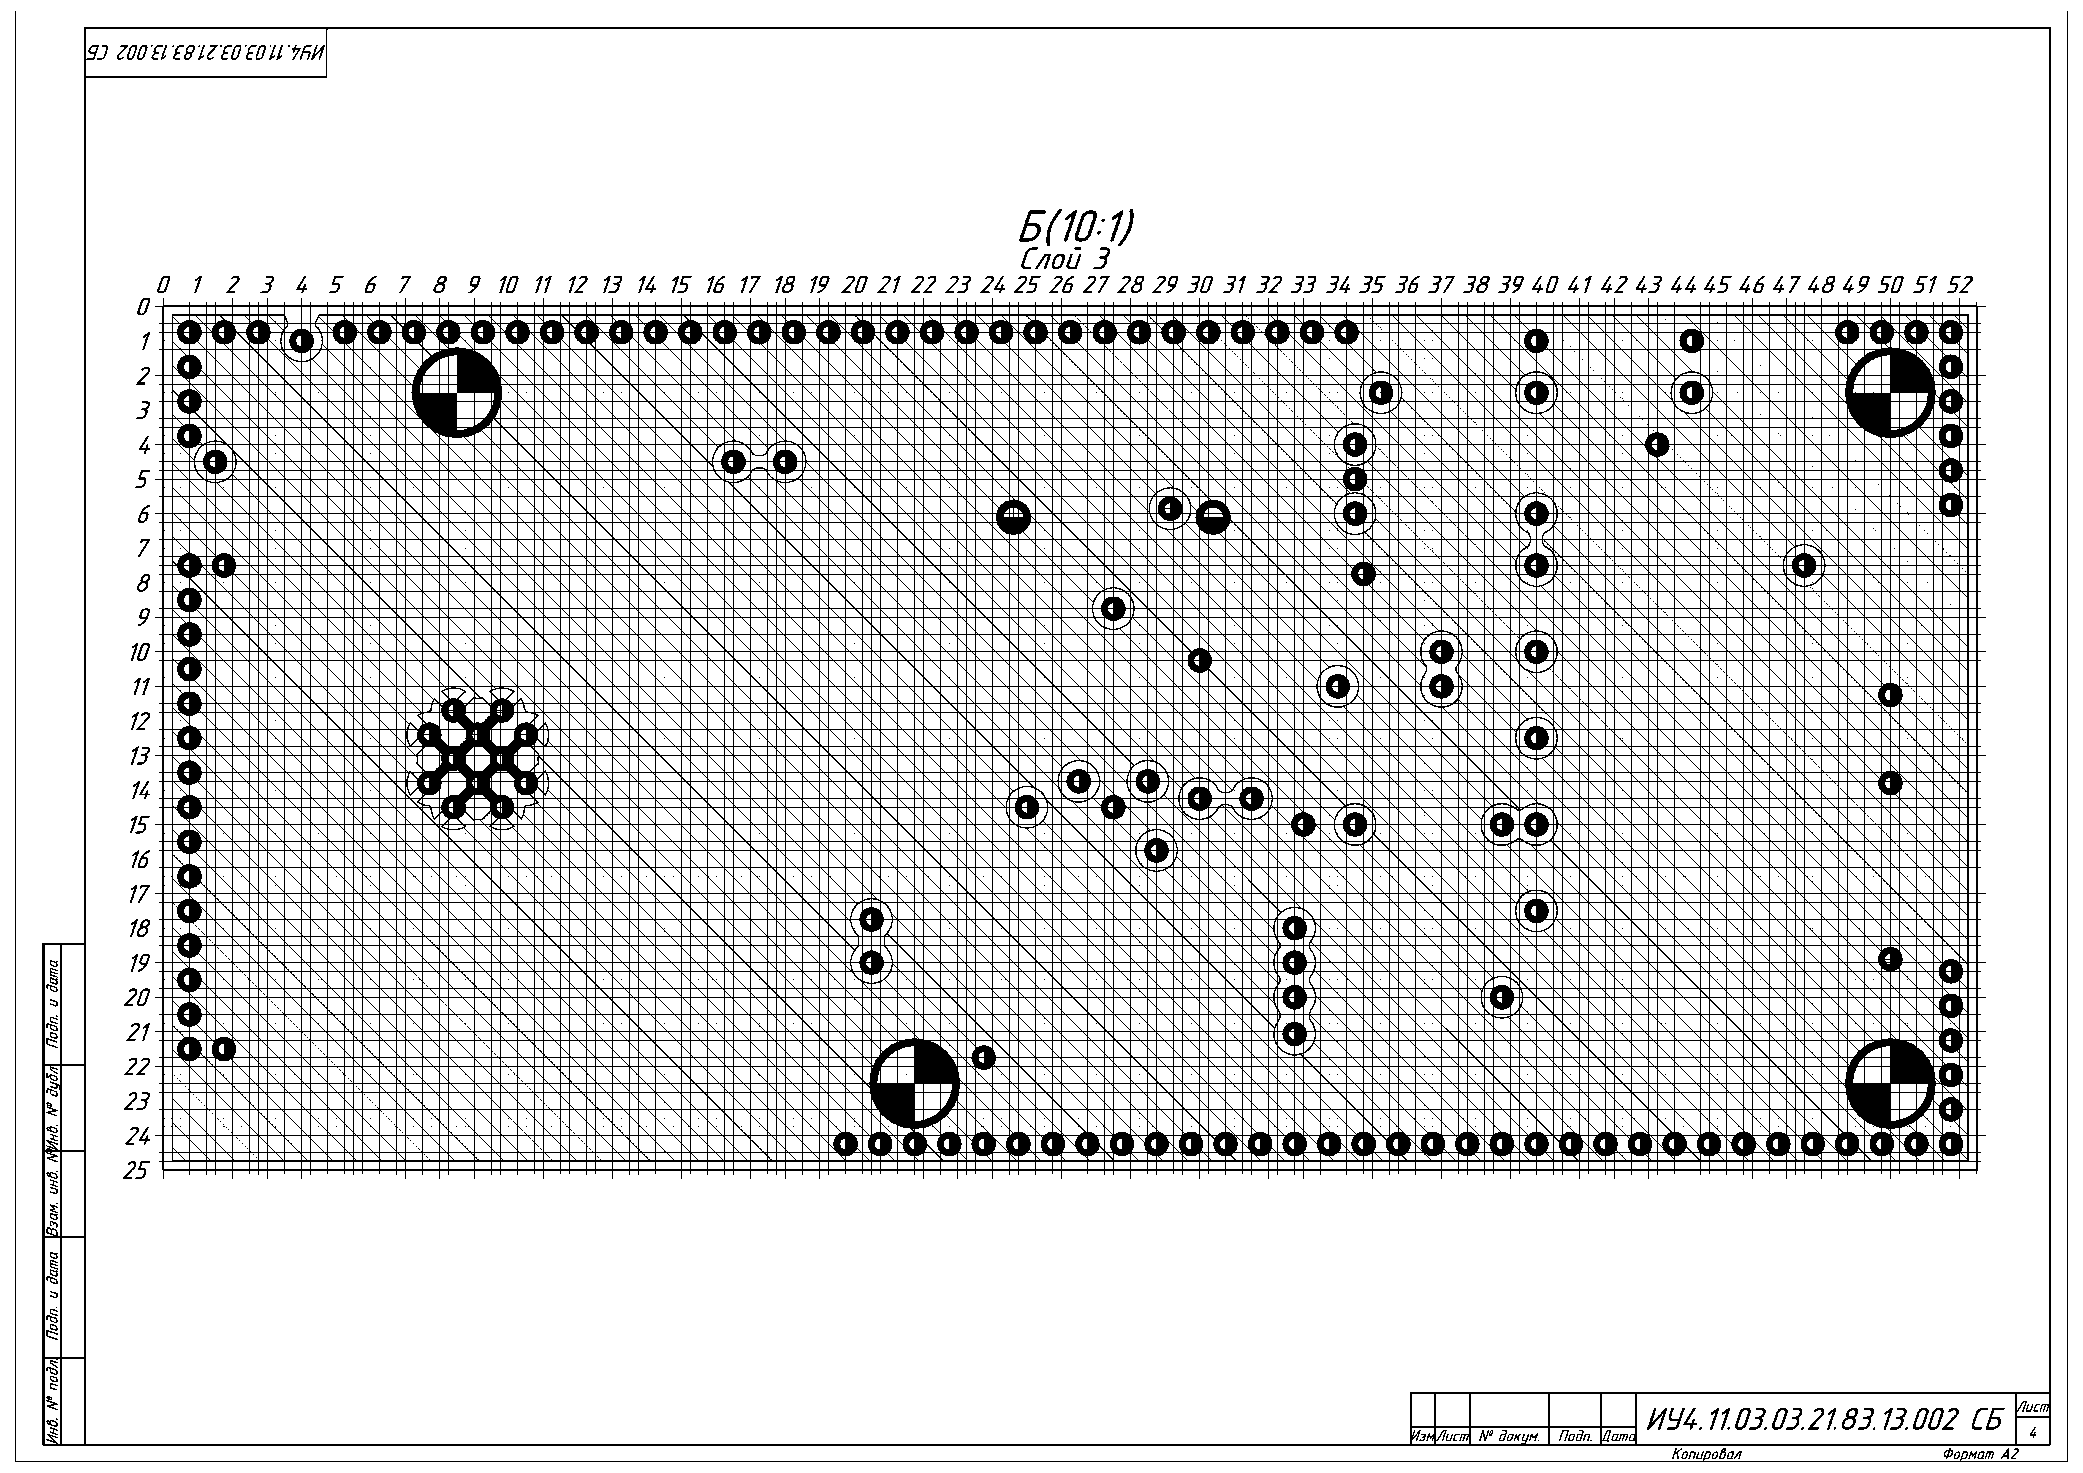 ИУ4.11.03.03.21.83.13.002 СБ
Б(10:1)
Слой 3
0 1 2 3 4 5 6 7 8 9 10 11 12 13 14 15 16 17 18 19 20 21 22 23 24 25 26 27 28 29 30 31 32 33 34 35 36 37 38 39 40 41 42 43 44 45 46 47 48 49 50 51 52
0
1
2
3
4
5
6
7
8
9
10
11
12
13
14
15
16
17
18
19
20
21
22
23
24
25
Подп. и дата
Инв. № дубл.
Взам. инв. №
Подп. и дата
Инв. № подл.
Изм Лист № докум. Подп. Дата
ИУ4.11.03.03.21.83.13.002 СБ
Лист
4
Копировал Формат А2